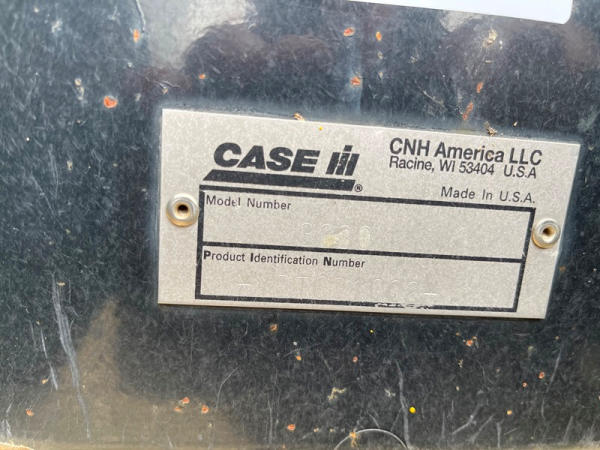 CASE IH ®
CNH America LLC
Racine, WI 53404 U.S.A
Made In U.S.A.
Model Number
Product Identification Number